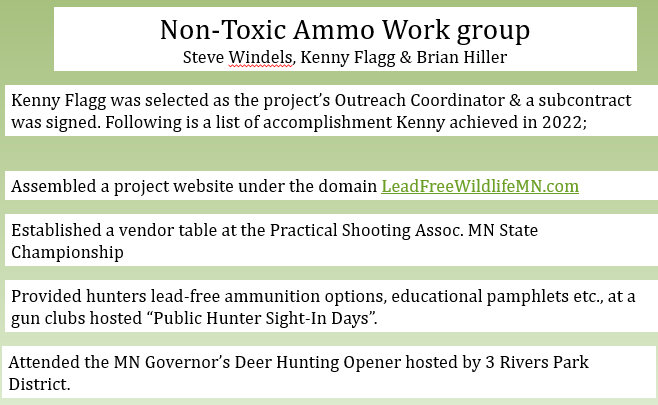 Non-Toxic Ammo Work group
Steve Windels, Kenny Flagg & Brian Hiller
Kenny Flagg was selected as the project’s Outreach Coordinator & a subcontract
was signed. Following is a list of accomplishment Kenny achieved in 2022;
Assembled a project website under the domain LeadFreeWildlifeMN.com
Established a vendor table at the Practical Shooting Assoc. MN State
Championship
Provided hunters lead-free ammunition options, educational pamphlets etc., at a
gun clubs hosted “Public Hunter Sight-In Days”.
Attended the MN Governor’s Deer Hunting Opener hosted by 3 Rivers Park
District.